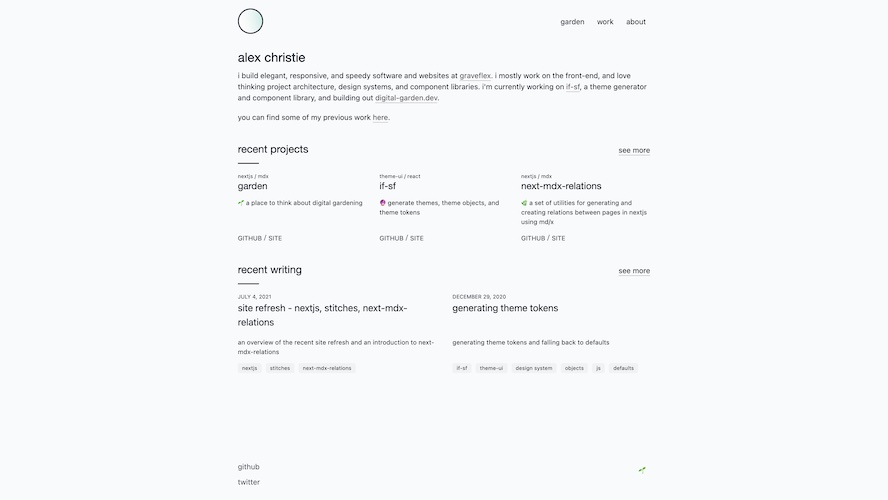 garden work about
alex christie
i build elegant, responsive, and speedy software and websites at graveflex. i mostly work on the front-end, and love
thinking project architecture, design systems, and component libraries. i'm currently working on if-sf, a theme generator
and component library, and building out digital-garden.dev.
you can find some of my previous work here.
recent projects
see more
nextjs / mdx
garden
🌱 a place to think about digital gardening
GITHUB / SITE
theme-ui / react
if-sf
🔮 generate themes, theme objects, and
theme tokens
GITHUB / SITE
nextjs / mdx
next-mdx-relations
🌿 a set of utilities for generating and
creating relations between pages in nextjs
using md/x
GITHUB / SITE
recent writing
see more
JULY 4, 2021
site refresh - nextjs, stitches, next-mdx-
relations
an overview of the recent site refresh and an introduction to next-
mdx-relations
nextjs stitches next-mdx-relations
DECEMBER 29, 2020
generating theme tokens
generating theme tokens and falling back to defaults
if-sf theme-ui design system objects js defaults
github
twitter